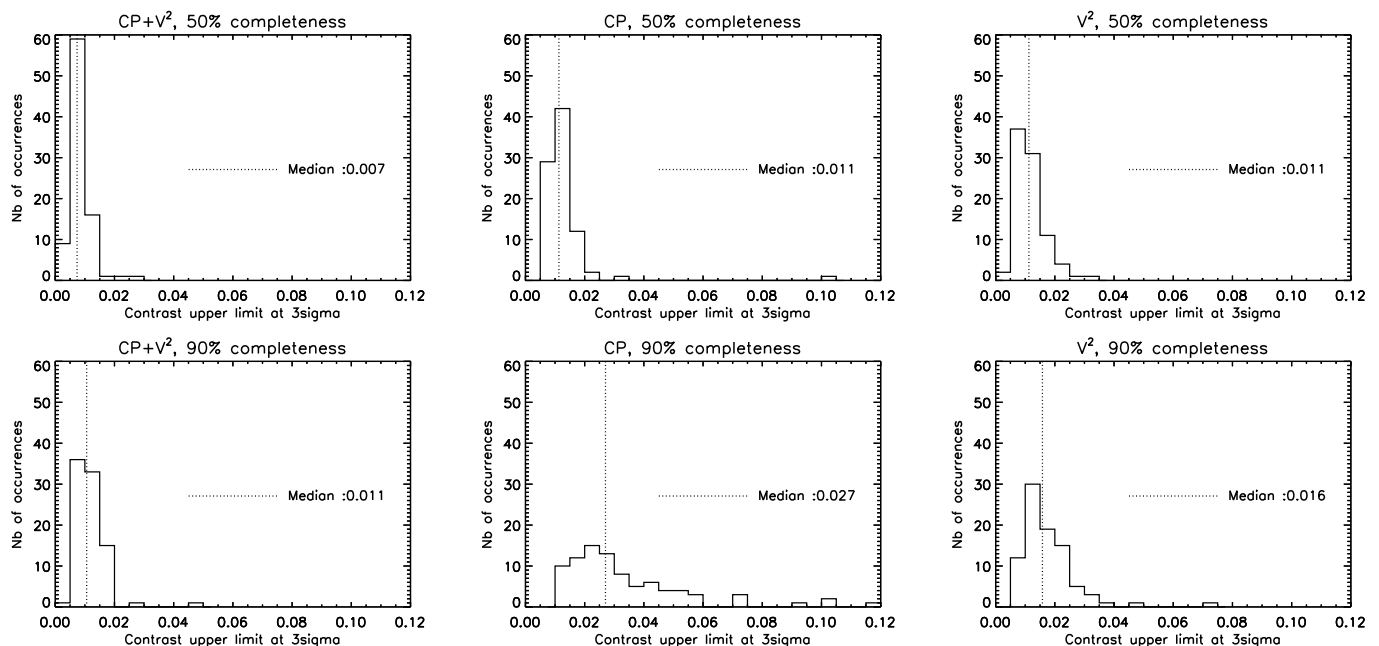 CP+V², 50% completeness
60
50
40
30
20
10
0
Nb of occurrences
Median :0.007
0.00 0.02 0.04 0.06 0.08 0.10 0.12
Contrast upper limit at 3sigma
CP, 50% completeness
60
50
40
30
20
10
0
Nb of occurrences
Median :0.011
0.00 0.02 0.04 0.06 0.08 0.10 0.12
Contrast upper limit at 3sigma
V², 50% completeness
60
50
40
30
20
10
0
Nb of occurrences
Median :0.011
0.00 0.02 0.04 0.06 0.08 0.10 0.12
Contrast upper limit at 3sigma
CP+V², 90% completeness
60
50
40
30
20
10
0
Nb of occurrences
Median :0.011
0.00 0.02 0.04 0.06 0.08 0.10 0.12
Contrast upper limit at 3sigma
CP, 90% completeness
60
50
40
30
20
10
0
Nb of occurrences
Median :0.027
0.00 0.02 0.04 0.06 0.08 0.10 0.12
Contrast upper limit at 3sigma
V², 90% completeness
60
50
40
30
20
10
0
Nb of occurrences
Median :0.016
0.00 0.02 0.04 0.06 0.08 0.10 0.12
Contrast upper limit at 3sigma